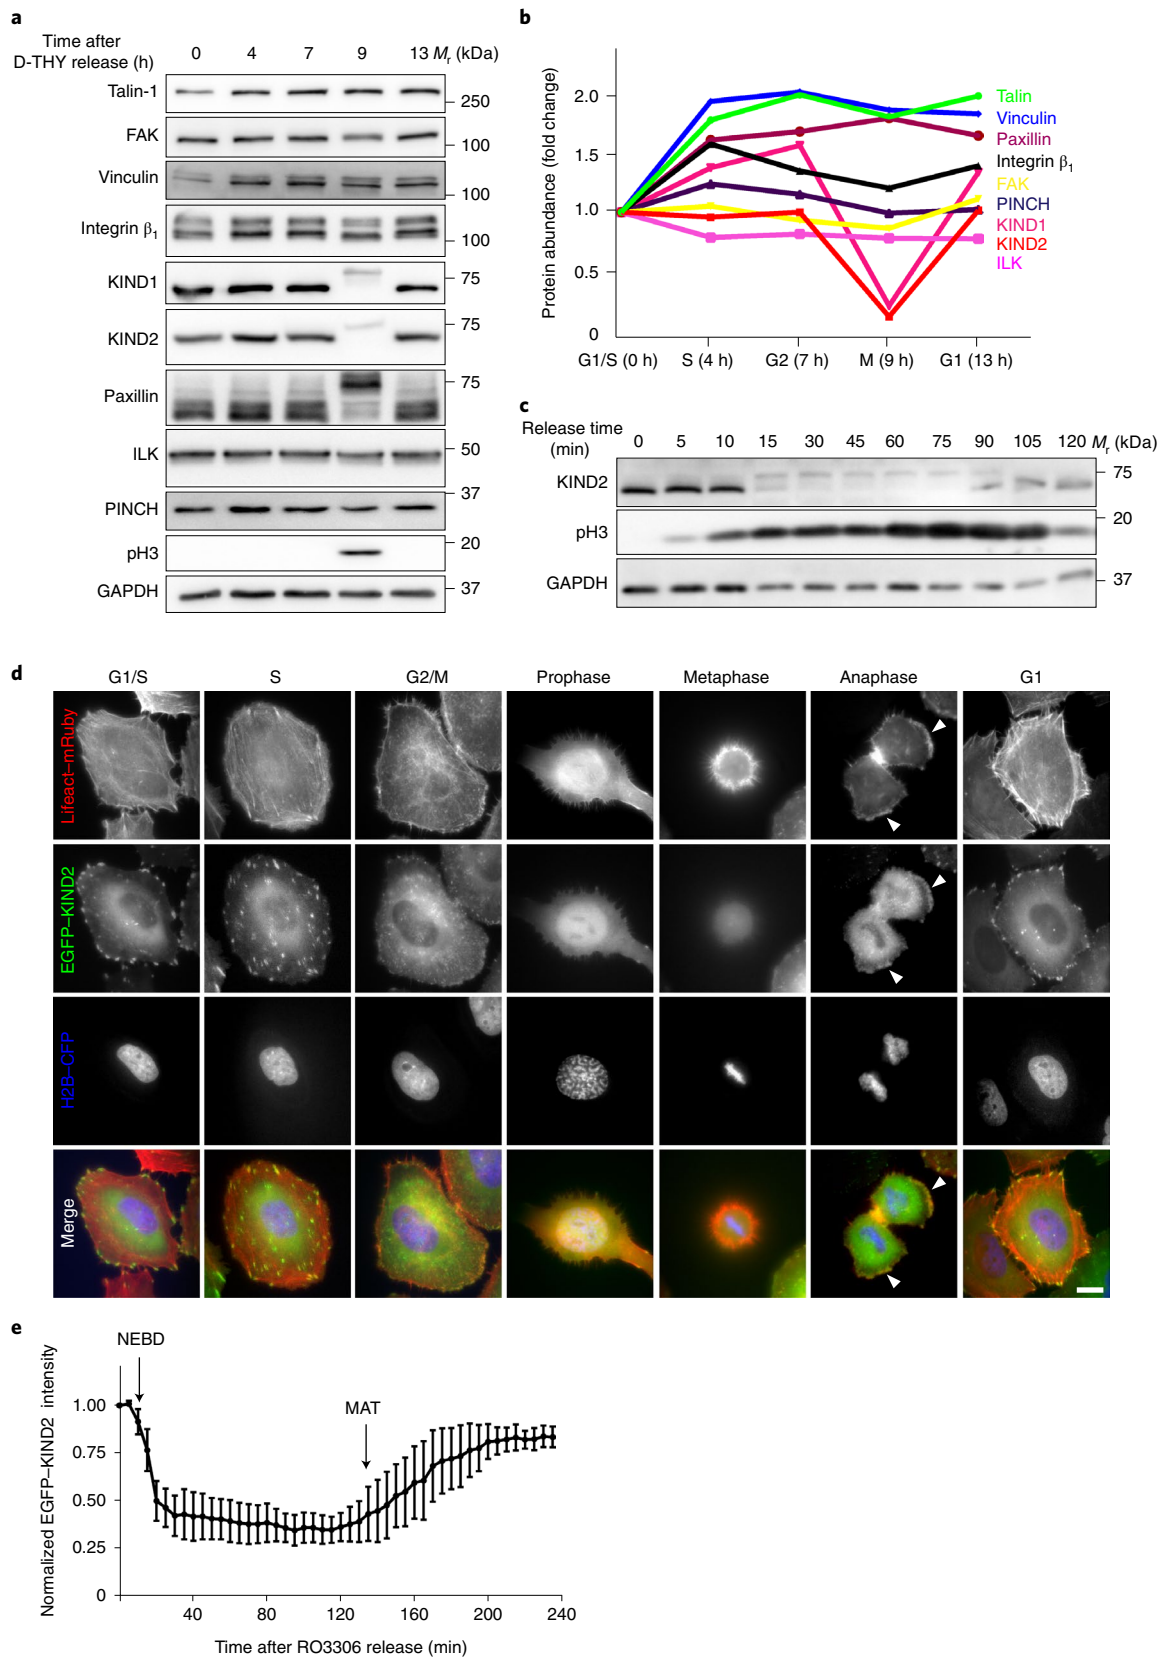 a
Time after
D-THY release (h)
0 4 7 9 13 Mr (kDa)
Talin-1
250
FAK
100
Vinculin
100
Integrin β1
100
KIND1
75
KIND2
75
Paxillin
75
ILK
50
PINCH
37
pH3
20
GAPDH
37
b
Protein abundance (fold change)
2.0
1.5
1.0
0.5
0
G1/S (0 h) S (4 h) G2 (7 h) M (9 h) G1 (13 h)
Talin
Vinculin
Paxillin
Integrin β1
FAK
PINCH
KIND1
KIND2
ILK
c
Release time
(min)
0 5 10 15 30 45 60 75 90 105 120 Mr (kDa)
KIND2
75
pH3
20
GAPDH
37
d
G1/S S G2/M Prophase Metaphase Anaphase G1
Lifeact–mRuby
EGFP–KIND2
H2B–CFP
Merge
e
Normalized EGFP–KIND2 intensity
NEBD
MAT
1.00
0.75
0.50
0.25
0
40 80 120 160 200 240
Time after RO3306 release (min)